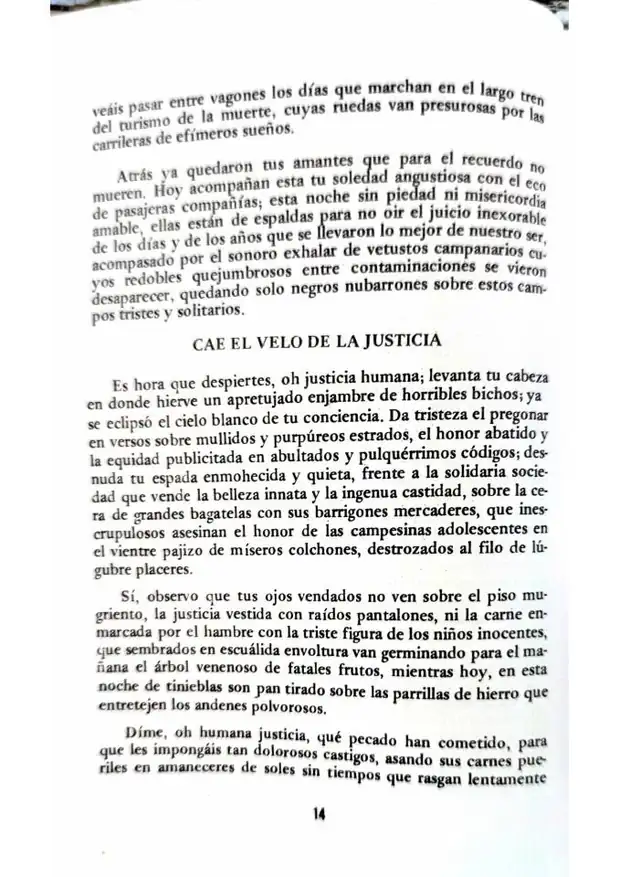 veáis pasar entre vagones los días que marchan en el largo tren
del turismo de la muerte, cuyas ruedas van presurosas por las
carrileras de efímeros sueños.
Atrás ya quedaron tus amantes que para el recuerdo no
mueren. Hoy acompañan esta tu soledad angustiosa con el eco
de pasajeras compañías; esta noche sin piedad ni misericordia
amable, ellas están de espaldas para no oir el juicio inexorable
de los días y de los años que se llevaron lo mejor de nuestro ser,
acompasado por el sonoro exhalar de vetustos campanarios cu-
yos redobles quejumbrosos entre contaminaciones se vieron
desaparecer, quedando solo negros nubarrones sobre estos cam-
pos tristes y solitarios.
CAE EL VELO DE LA JUSTICIA
Es hora que despiertes, oh justicia humana; levanta tu cabeza
en donde hierve un apretujado enjambre de horribles bichos; ya
se eclipsó el cielo blanco de tu conciencia. Da tristeza el pregonar
en versos sobre mullidos y purpúreos estrados, el honor abatido y
la equidad publicitada en abultados y pulquérrimos códigos; des-
nuda tu espada enmohecida y quieta, frente a la solidaria socie-
dad que vende la belleza innata y la ingenua castidad, sobre la ce-
ra de grandes bagatelas con sus barrigones mercaderes, que ines-
crupulosos asesinan el honor de las campesinas adolescentes en
el vientre pajizo de míseros colchones, destrozados al filo de lú-
gubre placeres.
Sí, observo que tus ojos vendados no ven sobre el piso mu-
griento, la justicia vestida con raídos pantalones, ni la carne en-
marcada por el hambre con la triste figura de los niños inocentes,
que sembrados en escuálida envoltura van germinando para el ma-
ñana el árbol venenoso de fatales frutos, mientras hoy, en esta
noche de tinieblas son pan tirado sobre las parrillas de hierro que
entretejen los andenes polvorosos.
Díme, oh humana justicia, qué pecado han cometido, para
que les impongáis tan dolorosos castigos, asando sus carnes pue-
riles en amaneceres de soles sin tiempos que rasgan lentamente
14